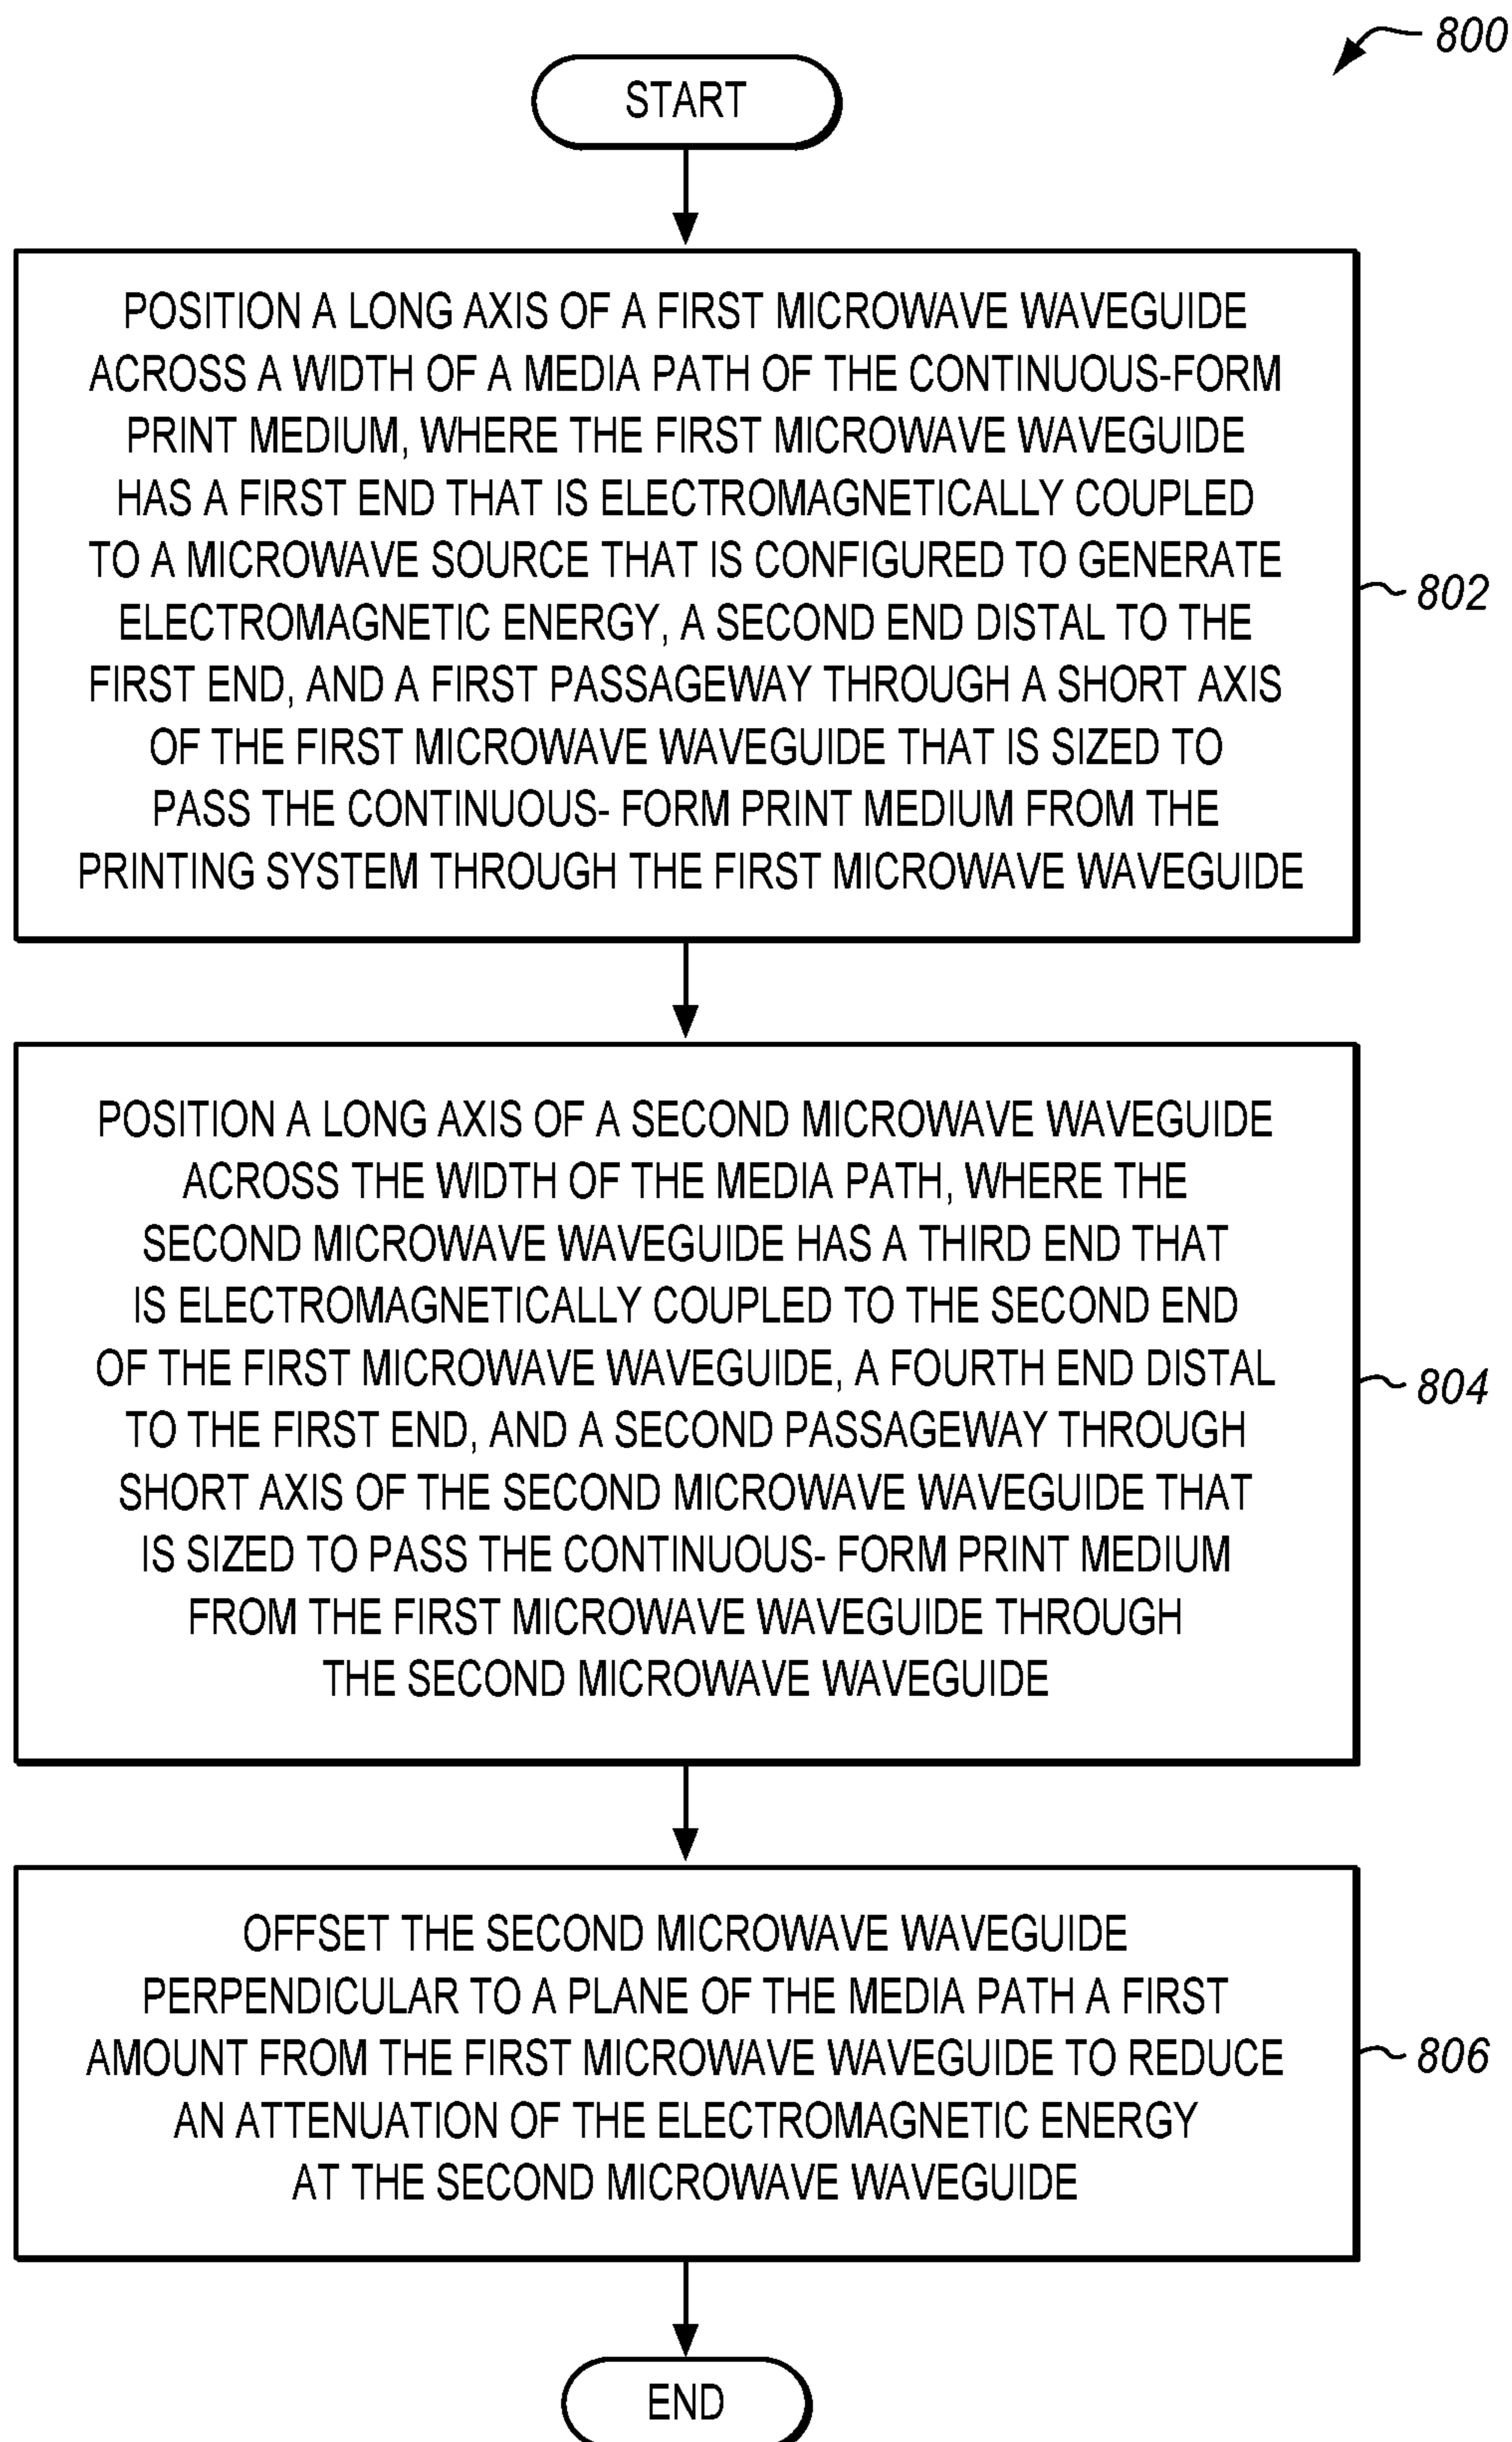 800
START
POSITION A LONG AXIS OF A FIRST MICROWAVE WAVEGUIDE
ACROSS A WIDTH OF A MEDIA PATH OF THE CONTINUOUS-FORM
PRINT MEDIUM, WHERE THE FIRST MICROWAVE WAVEGUIDE
HAS A FIRST END THAT IS ELECTROMAGNETICALLY COUPLED
TO A MICROWAVE SOURCE THAT IS CONFIGURED TO GENERATE
ELECTROMAGNETIC ENERGY, A SECOND END DISTAL TO THE
FIRST END, AND A FIRST PASSAGEWAY THROUGH A SHORT AXIS
OF THE FIRST MICROWAVE WAVEGUIDE THAT IS SIZED TO
PASS THE CONTINUOUS- FORM PRINT MEDIUM FROM THE
PRINTING SYSTEM THROUGH THE FIRST MICROWAVE WAVEGUIDE
802
POSITION A LONG AXIS OF A SECOND MICROWAVE WAVEGUIDE
ACROSS THE WIDTH OF THE MEDIA PATH, WHERE THE
SECOND MICROWAVE WAVEGUIDE HAS A THIRD END THAT
IS ELECTROMAGNETICALLY COUPLED TO THE SECOND END
OF THE FIRST MICROWAVE WAVEGUIDE, A FOURTH END DISTAL
TO THE FIRST END, AND A SECOND PASSAGEWAY THROUGH
SHORT AXIS OF THE SECOND MICROWAVE WAVEGUIDE THAT
IS SIZED TO PASS THE CONTINUOUS- FORM PRINT MEDIUM
FROM THE FIRST MICROWAVE WAVEGUIDE THROUGH
THE SECOND MICROWAVE WAVEGUIDE
804
OFFSET THE SECOND MICROWAVE WAVEGUIDE
PERPENDICULAR TO A PLANE OF THE MEDIA PATH A FIRST
AMOUNT FROM THE FIRST MICROWAVE WAVEGUIDE TO REDUCE
AN ATTENUATION OF THE ELECTROMAGNETIC ENERGY
AT THE SECOND MICROWAVE WAVEGUIDE
806
END